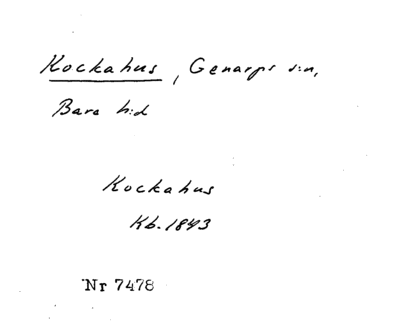 Kockahus, Genarps s:n,
Bara h:d
Kockahus
Kb. 1843
Nr 7478